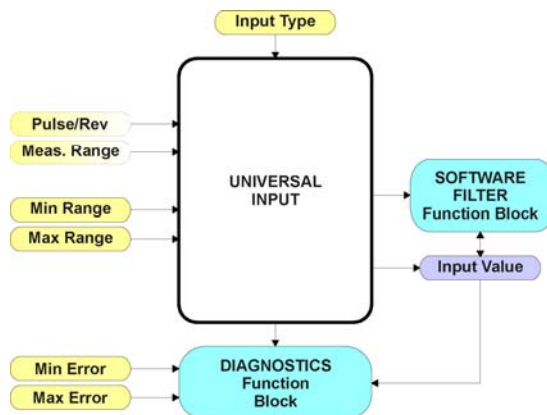 Input Type
Pulse/Rev
Meas. Range
Min Range
Max Range
UNIVERSAL
INPUT
SOFTWARE
FILTER
Function Block
Input Value
Min Error
Max Error
DIAGNOSTICS
Function
Block